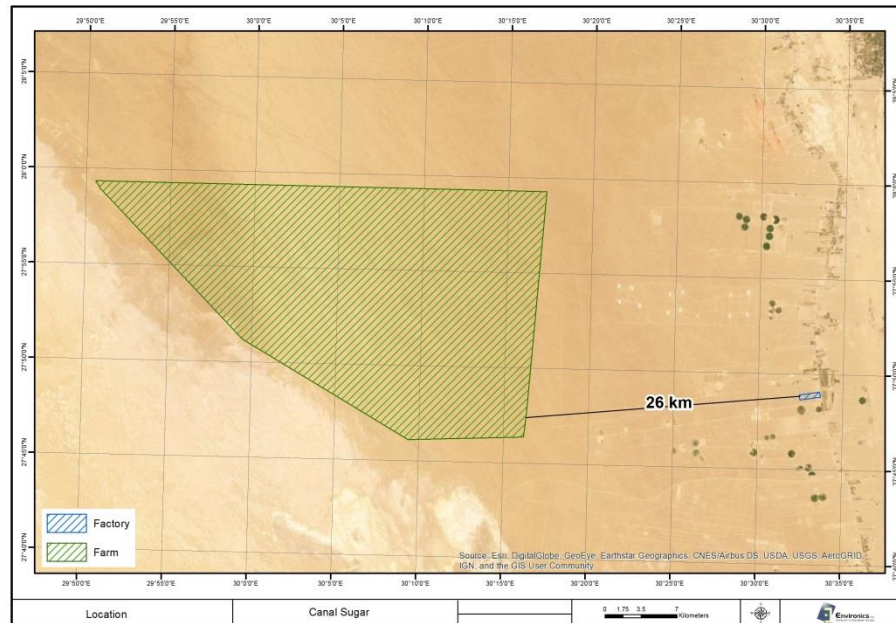 29°50'0"E 29°55'0"E 30°0'0"E 30°5'0"E 30°10'0"E 30°15'0"E 30°20'0"E 30°25'0"E 30°30'0"E 30°35'0"E
28°5'0"N
28°0'0"N
27°55'0"N
27°50'0"N
26 km
27°45'0"N
27°40'0"N
Factory
Farm
Source: Esri, DigitalGlobe, GeoEye, Earthstar Geographics, CNES/Airbus DS, USDA, USGS, AeroGRID,
IGN, and the GIS User Community
29°50'0"E 29°55'0"E 30°0'0"E 30°5'0"E 30°10'0"E 30°15'0"E 30°20'0"E 30°25'0"E 30°30'0"E 30°35'0"E
Location Canal Sugar 0 1.75 3.5 7 Kilometers Environics